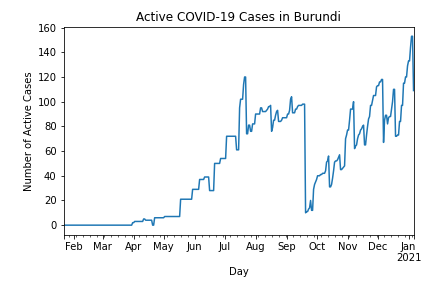 Active COVID-19 Cases in Burundi
Number of Active Cases
160
140
120
100
80
60
40
20
0
Feb Mar Apr May Jun Jul Aug Sep Oct Nov Dec Jan
2021
Day